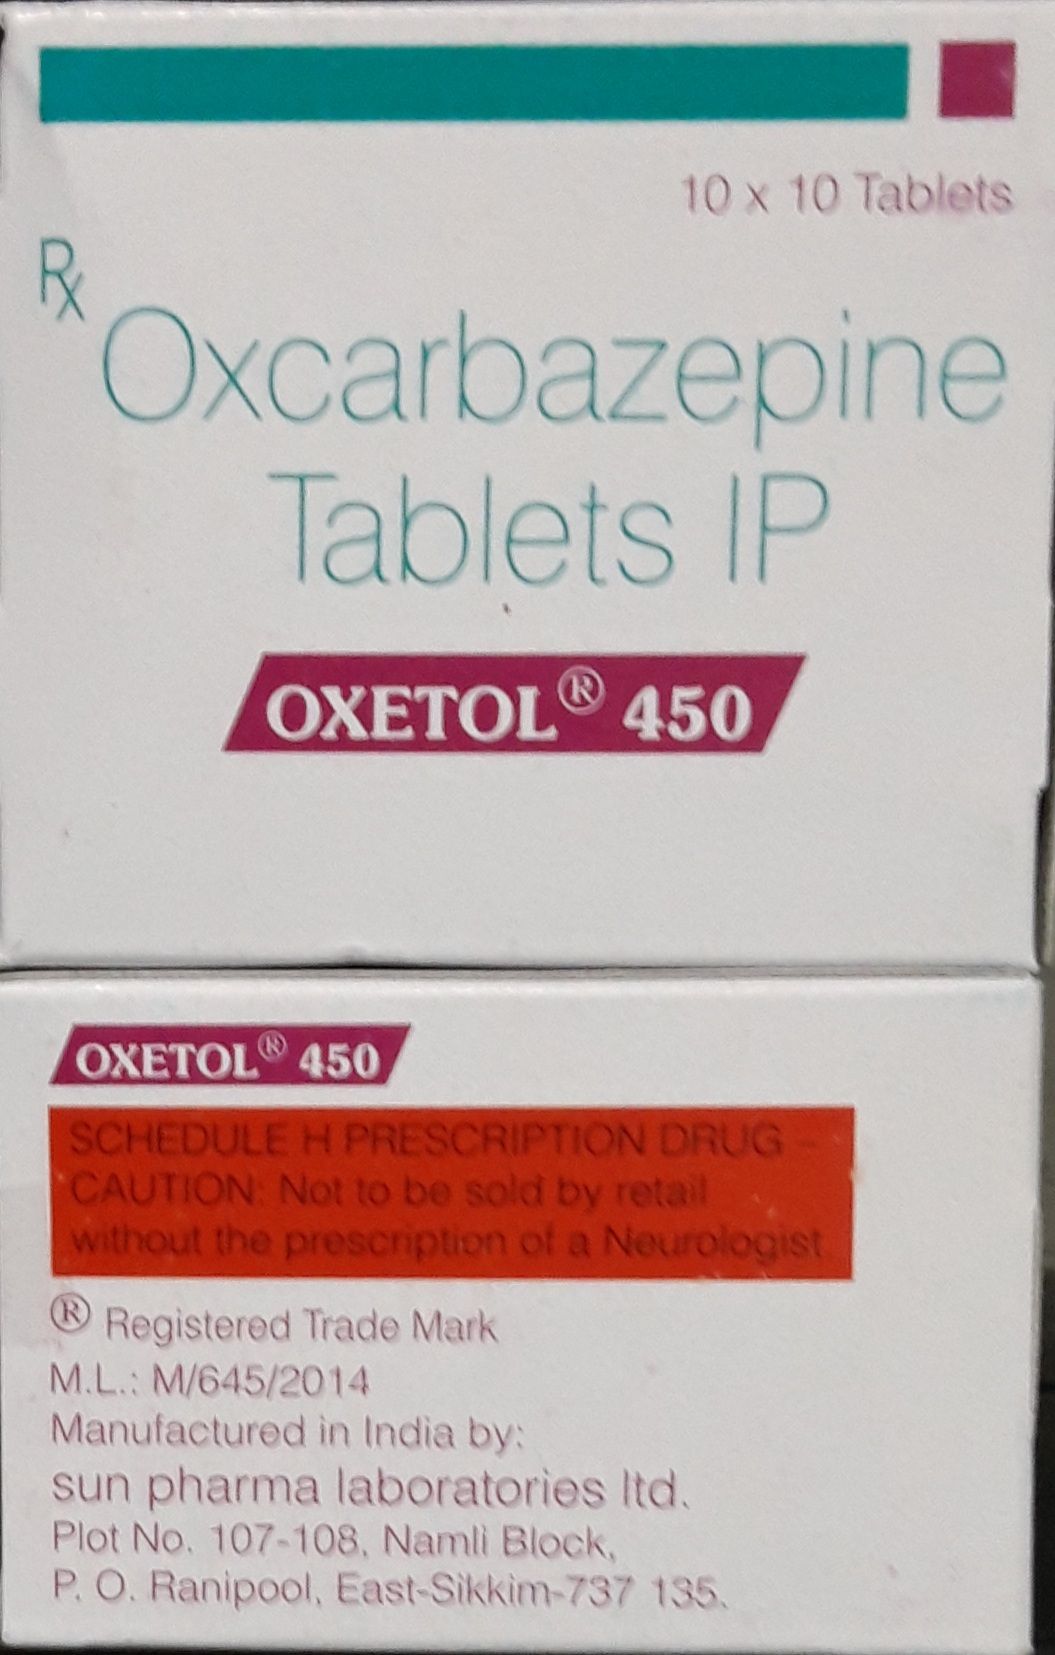 10 x 10 Tablets
Rx
Oxcarbazepine
Tablets IP
OXETOL® 450
OXETOL® 450
SCHEDULE H PRESCRIPTION DRUG –
CAUTION: Not to be sold by retail
without the prescription of a Neurologist
® Registered Trade Mark
M.L.: M/645/2014
Manufactured in India by:
sun pharma laboratories ltd.
Plot No. 107-108, Namli Block,
P. O. Ranipool, East-Sikkim-737 135.